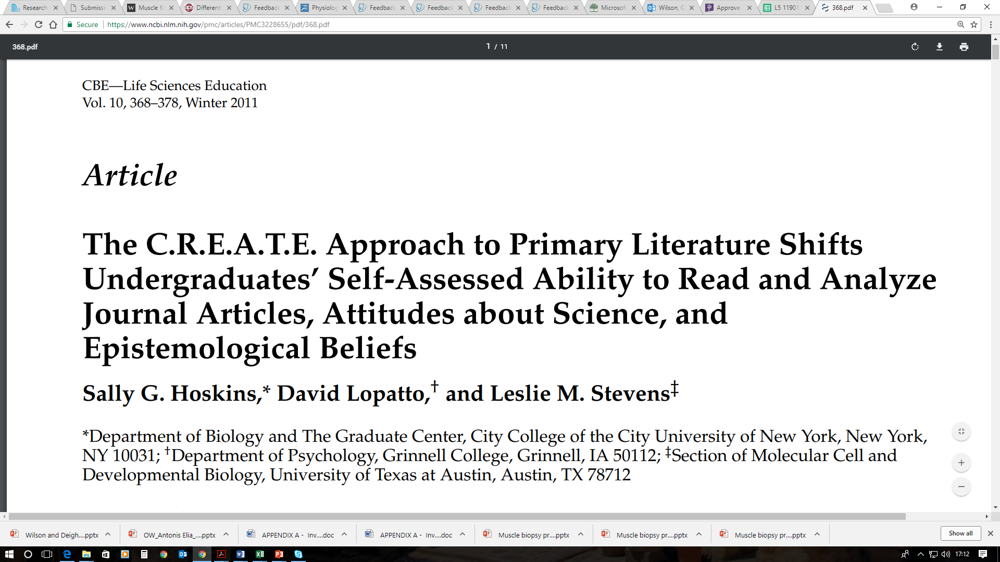 Research
Submissi
Muscle fi
Different
Feedback
Physiolog
Feedback
Feedback
Feedback
Feedback
Microsoft
Wilson, O
Approve
L5 11901
368.pdf
Secure
https://www.ncbi.nlm.nih.gov/pmc/articles/PMC3228655/pdf/368.pdf
368.pdf
1 / 11
CBE—Life Sciences Education
Vol. 10, 368–378, Winter 2011
Article
The C.R.E.A.T.E. Approach to Primary Literature Shifts
Undergraduates’ Self-Assessed Ability to Read and Analyze
Journal Articles, Attitudes about Science, and
Epistemological Beliefs
Sally G. Hoskins,* David Lopatto,† and Leslie M. Stevens‡
*Department of Biology and The Graduate Center, City College of the City University of New York, New York,
NY 10031; †Department of Psychology, Grinnell College, Grinnell, IA 50112; ‡Section of Molecular Cell and
Developmental Biology, University of Texas at Austin, Austin, TX 78712
Wilson and Deigh....pptx
OW_Antonis Elia_....pptx
APPENDIX A - Inv....doc
APPENDIX A - Inv....doc
Muscle biopsy pr....pptx
Muscle biopsy pr....pptx
Muscle biopsy pr....pptx
Show all
17:12